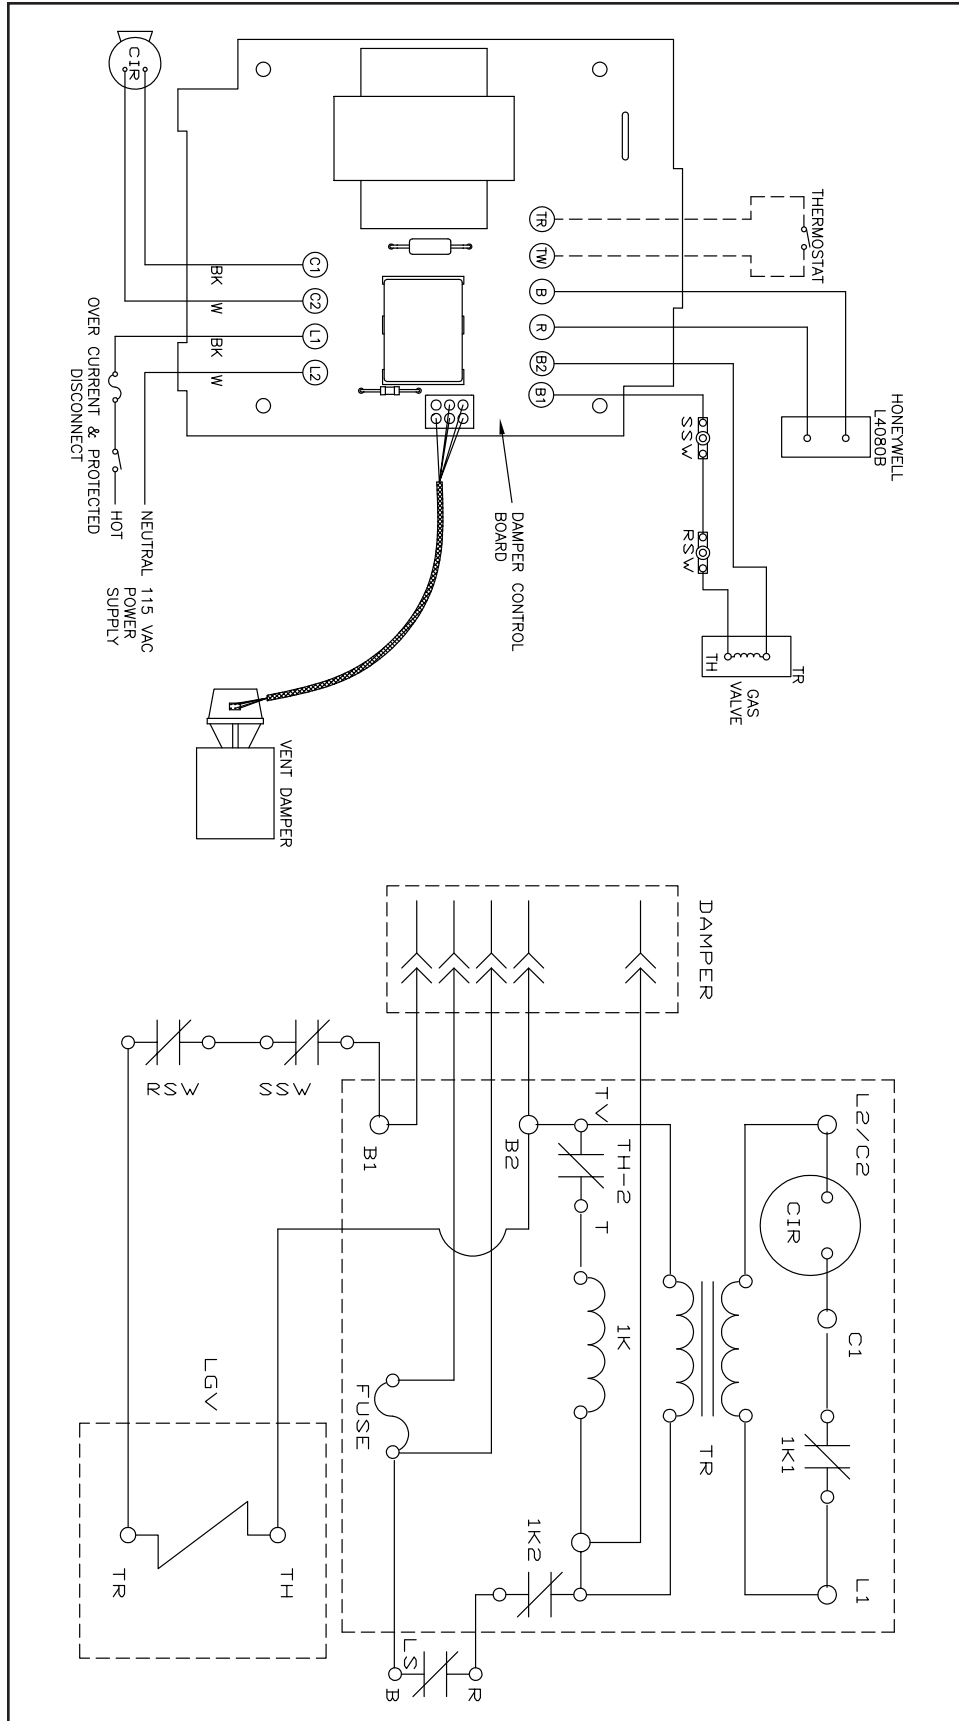 CIR
THERMOSTAT
TR
TW
B
R
B2
B1
C1
C2
L1
L2
BK
W
BK
W
OVER CURRENT & PROTECTED
DISCONNECT
HOT
NEUTRAL 115 VAC
POWER
SUPPLY
HONEYWELL
L4080B
SSW
RSW
DAMPER CONTROL
BOARD
TR
TH
GAS
VALVE
VENT DAMPER
DAMPER
RSW
SSW
B1
B2
TV
TH-2
T
L2/C2
CIR
C1
1K
1K1
TR
LGV
FUSE
1K2
L1
TR
TH
LS
B
R